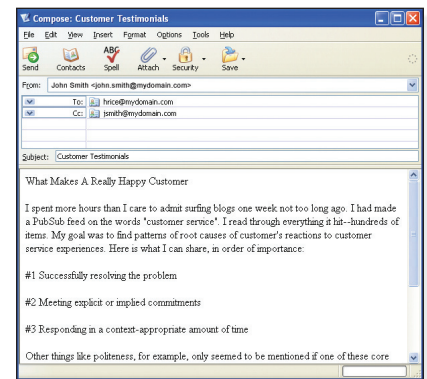 Compose: Customer Testimonials
File Edit View Insert Format Options Tools Help
ABC
Send Contacts Spell Attach Security Save
From: John Smith <john.smith@mydomain.com>
To: hrice@mydomain.com
Cc: jsmith@mydomain.com
Subject: Customer Testimonials
What Makes A Really Happy Customer
I spent more hours than I care to admit surfing blogs one week not too long ago. I had made
a PubSub feed on the words "customer service". I read through everything it hit--hundreds of
items. My goal was to find patterns of root causes of customer's reactions to customer
service experiences. Here is what I can share, in order of importance:
#1 Successfully resolving the problem
#2 Meeting explicit or implied commitments
#3 Responding in a context-appropriate amount of time
Other things like politeness, for example, only seemed to be mentioned if one of these core